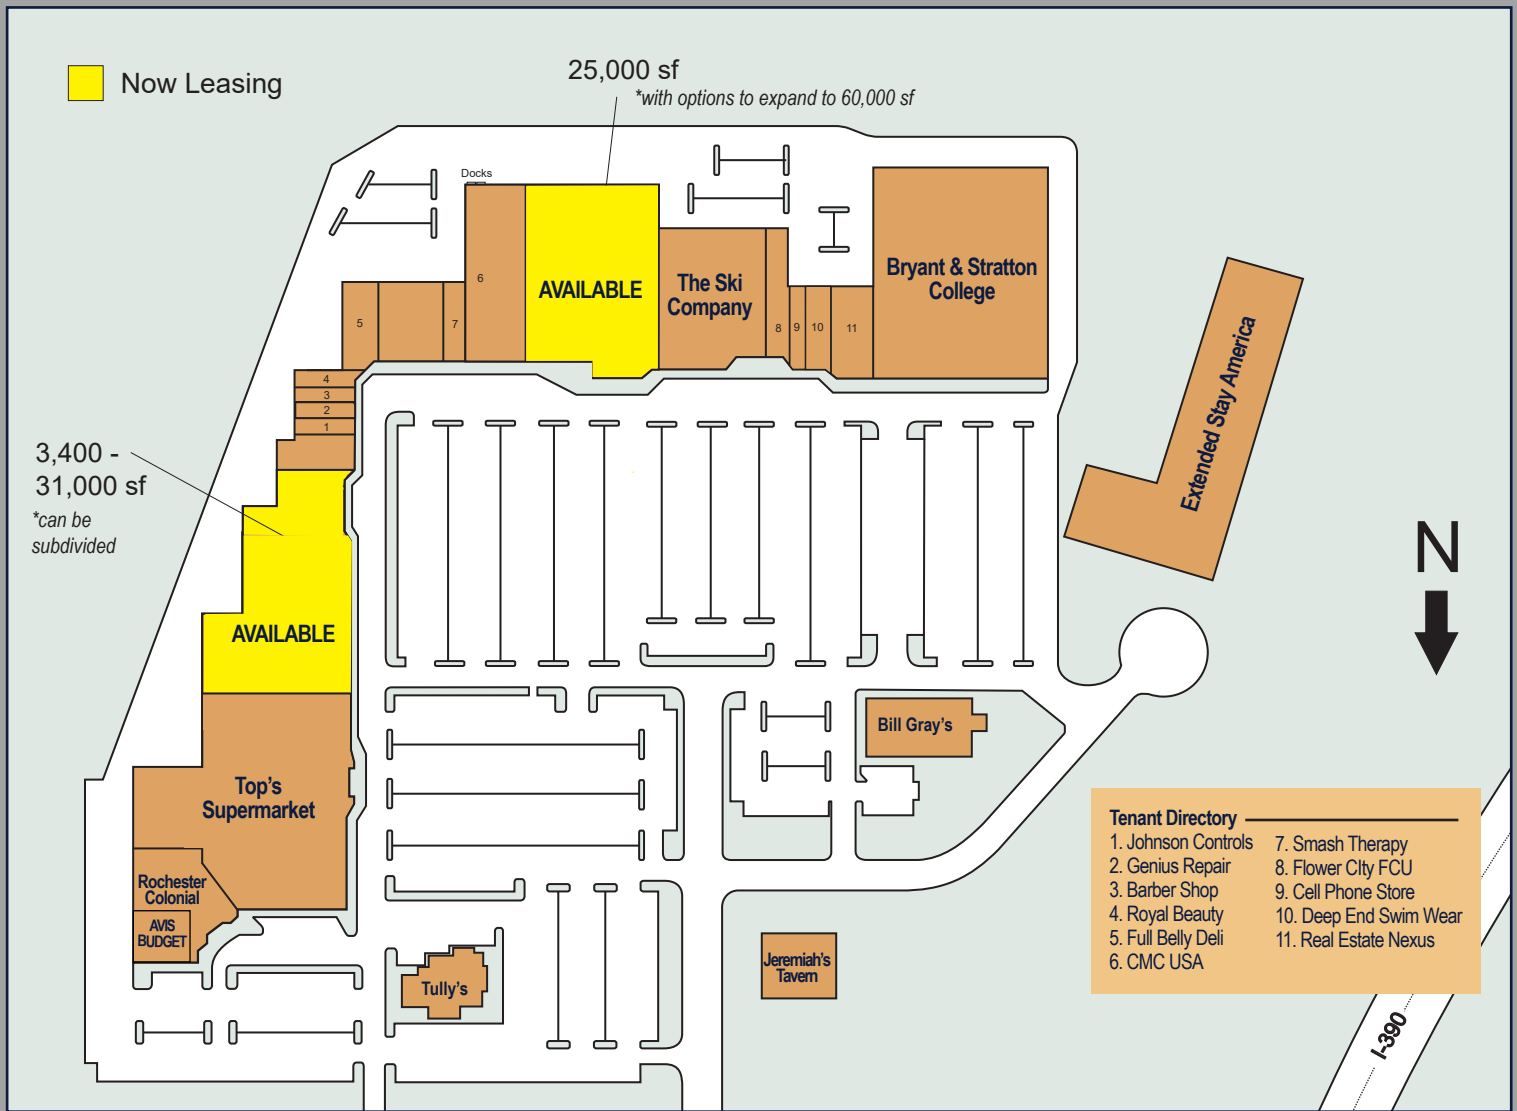 Now Leasing
25,000 sf
*with options to expand to 60,000 sf
Docks
6
AVAILABLE
The Ski
Company
Bryant & Stratton
College
5
7
8
9
10
11
4
3
2
1
Extended Stay America
3,400 -
31,000 sf
*can be
subdivided
AVAILABLE
N
Bill Gray's
Top's
Supermarket
Rochester
Colonial
AVIS
BUDGET
Tully's
Jeremiah's
Tavern
Tenant Directory
1. Johnson Controls
2. Genius Repair
3. Barber Shop
4. Royal Beauty
5. Full Belly Deli
6. CMC USA
7. Smash Therapy
8. Flower CIty FCU
9. Cell Phone Store
10. Deep End Swim Wear
11. Real Estate Nexus
I-390